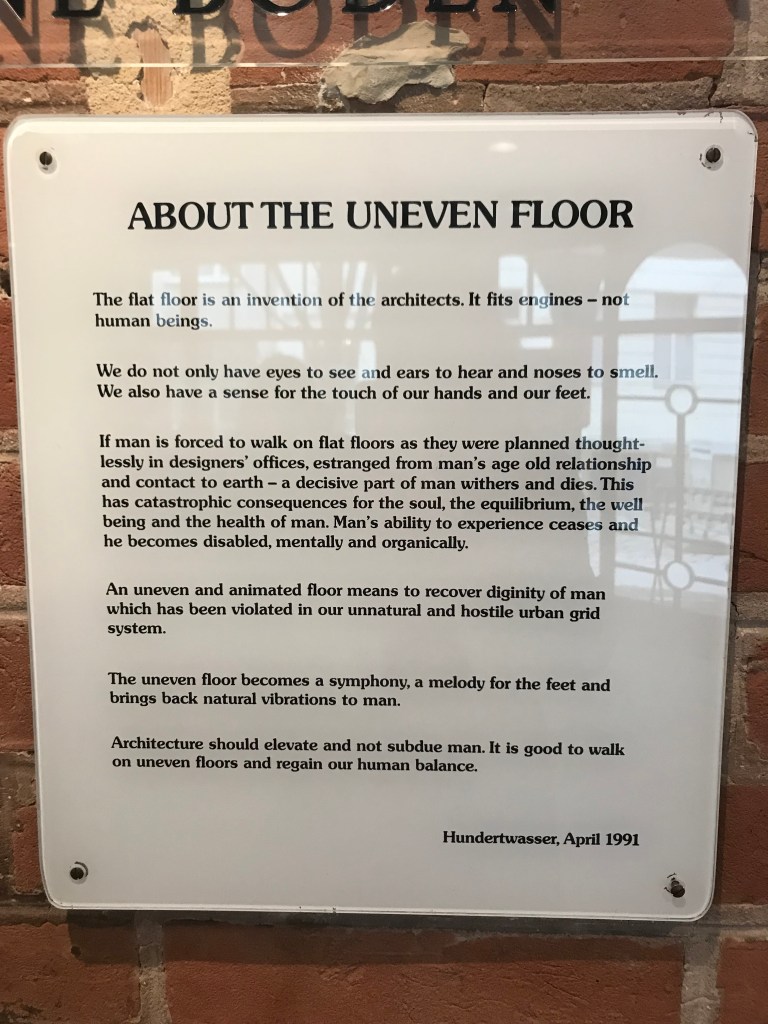 NE BODEN
ABOUT THE UNEVEN FLOOR
The flat floor is an invention of the architects. It fits engines – not
human beings.
We do not only have eyes to see and ears to hear and noses to smell.
We also have a sense for the touch of our hands and our feet.
If man is forced to walk on flat floors as they were planned thought-
lessly in designers' offices, estranged from man's age old relationship
and contact to earth – a decisive part of man withers and dies. This
has catastrophic consequences for the soul, the equilibrium, the well
being and the health of man. Man's ability to experience ceases and
he becomes disabled, mentally and organically.
An uneven and animated floor means to recover diginity of man
which has been violated in our unnatural and hostile urban grid
system.
The uneven floor becomes a symphony, a melody for the feet and
brings back natural vibrations to man.
Architecture should elevate and not subdue man. It is good to walk
on uneven floors and regain our human balance.
Hundertwasser, April 1991